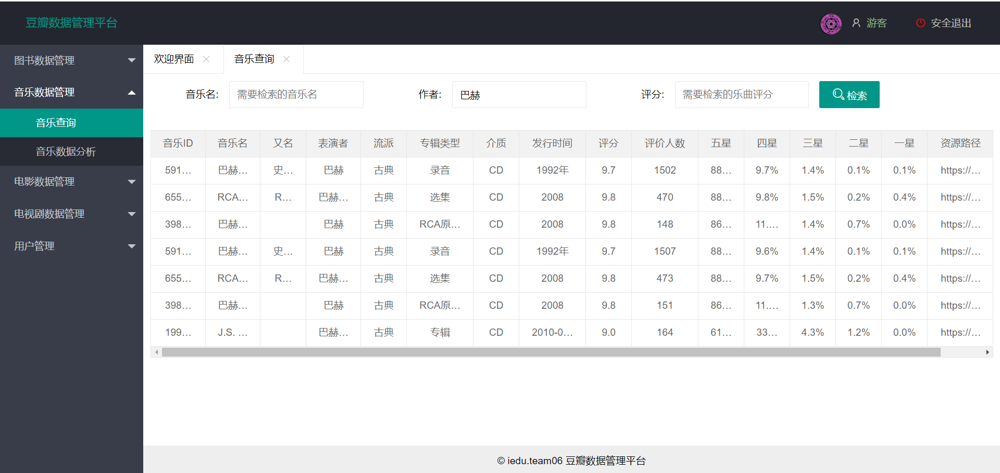 豆瓣数据管理平台
游客
安全退出
图书数据管理
音乐数据管理
音乐查询
音乐数据分析
电影数据管理
电视剧数据管理
用户管理
欢迎界面 音乐查询
音乐名: 需要检索的音乐名 作者: 巴赫 评分: 需要检索的乐曲评分 检索
音乐ID 音乐名 又名 表演者 流派 专辑类型 介质 发行时间 评分 评价人数 五星 四星 三星 二星 一星 资源路径
591... 巴赫... 史... 巴赫 古典 录音 CD 1992年 9.7 1502 88... 9.7% 1.4% 0.1% 0.1% https://...
655... RCA... R... 巴赫... 古典 选集 CD 2008 9.8 470 88... 9.8% 1.5% 0.2% 0.4% https://...
398... 巴赫... 巴赫 古典 RCA原... CD 2008 9.8 148 86... 11.... 1.4% 0.7% 0.0% https://...
591... 巴赫... 史... 巴赫 古典 录音 CD 1992年 9.7 1507 88... 9.6% 1.4% 0.1% 0.1% https://...
655... RCA... R... 巴赫... 古典 选集 CD 2008 9.8 473 88... 9.7% 1.5% 0.2% 0.4% https://...
398... 巴赫... 巴赫 古典 RCA原... CD 2008 9.8 151 86... 11.... 1.3% 0.7% 0.0% https://...
199... J.S. ... 巴赫... 古典 专辑 CD 2010-0... 9.0 164 61... 33... 4.3% 1.2% 0.0% https://...
© iedu.team06 豆瓣数据管理平台